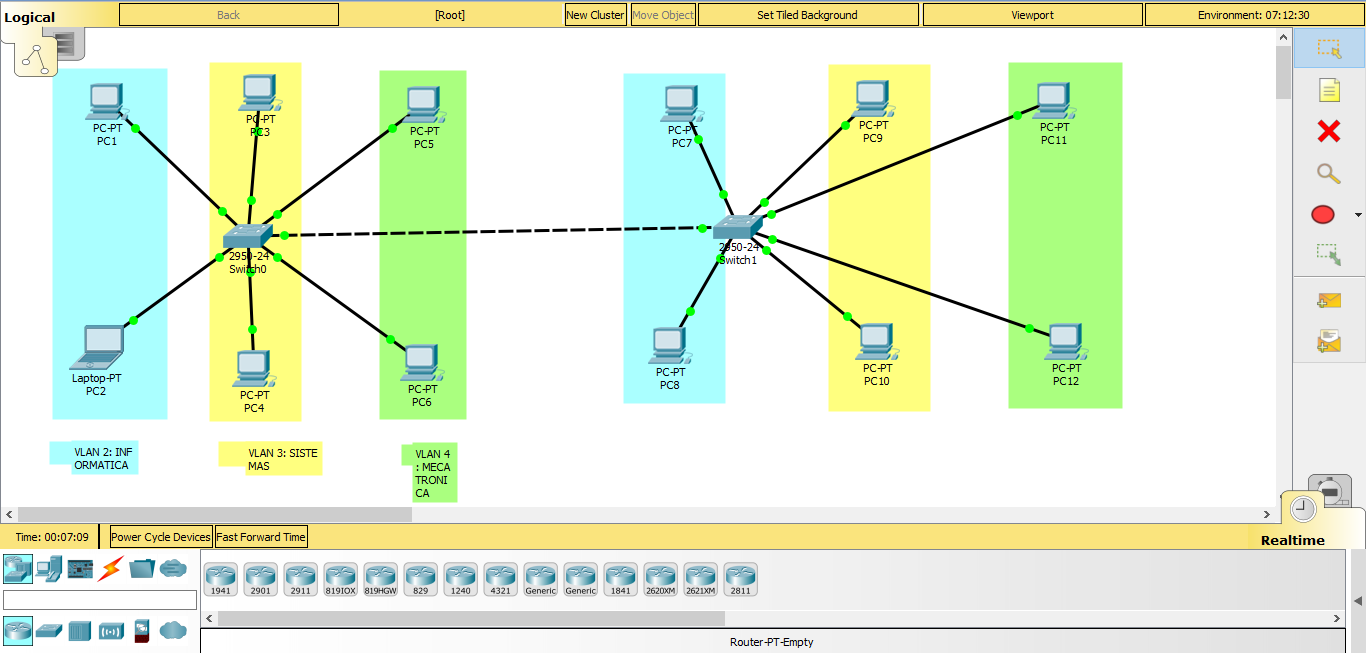 Logical
Back
[Root]
New Cluster
Move Object
Set Tiled Background
Viewport
Environment: 07:12:30
PC-PT
PC1
PC-PT
PC3
PC-PT
PC5
PC-PT
PC7
PC-PT
PC9
PC-PT
PC11
2950-24
Switch0
2950-24
Switch1
Laptop-PT
PC2
PC-PT
PC4
PC-PT
PC6
PC-PT
PC8
PC-PT
PC10
PC-PT
PC12
VLAN 2: INF
ORMATICA
VLAN 3: SISTE
MAS
VLAN 4
: MECA
TRONI
CA
Time: 00:07:09
Power Cycle Devices
Fast Forward Time
Realtime
1941
2901
2911
819IOX
819HGW
829
1240
4321
Generic
Generic
1841
2620XM
2621XM
2811
Router-PT-Empty